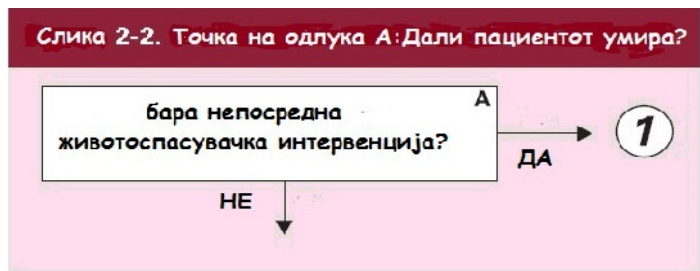 Слика 2-2. Точка на одлука А:Дали пациентот умира?
бара непосредна
А
животоспасувачка интервенција?
1
ДА
НЕ